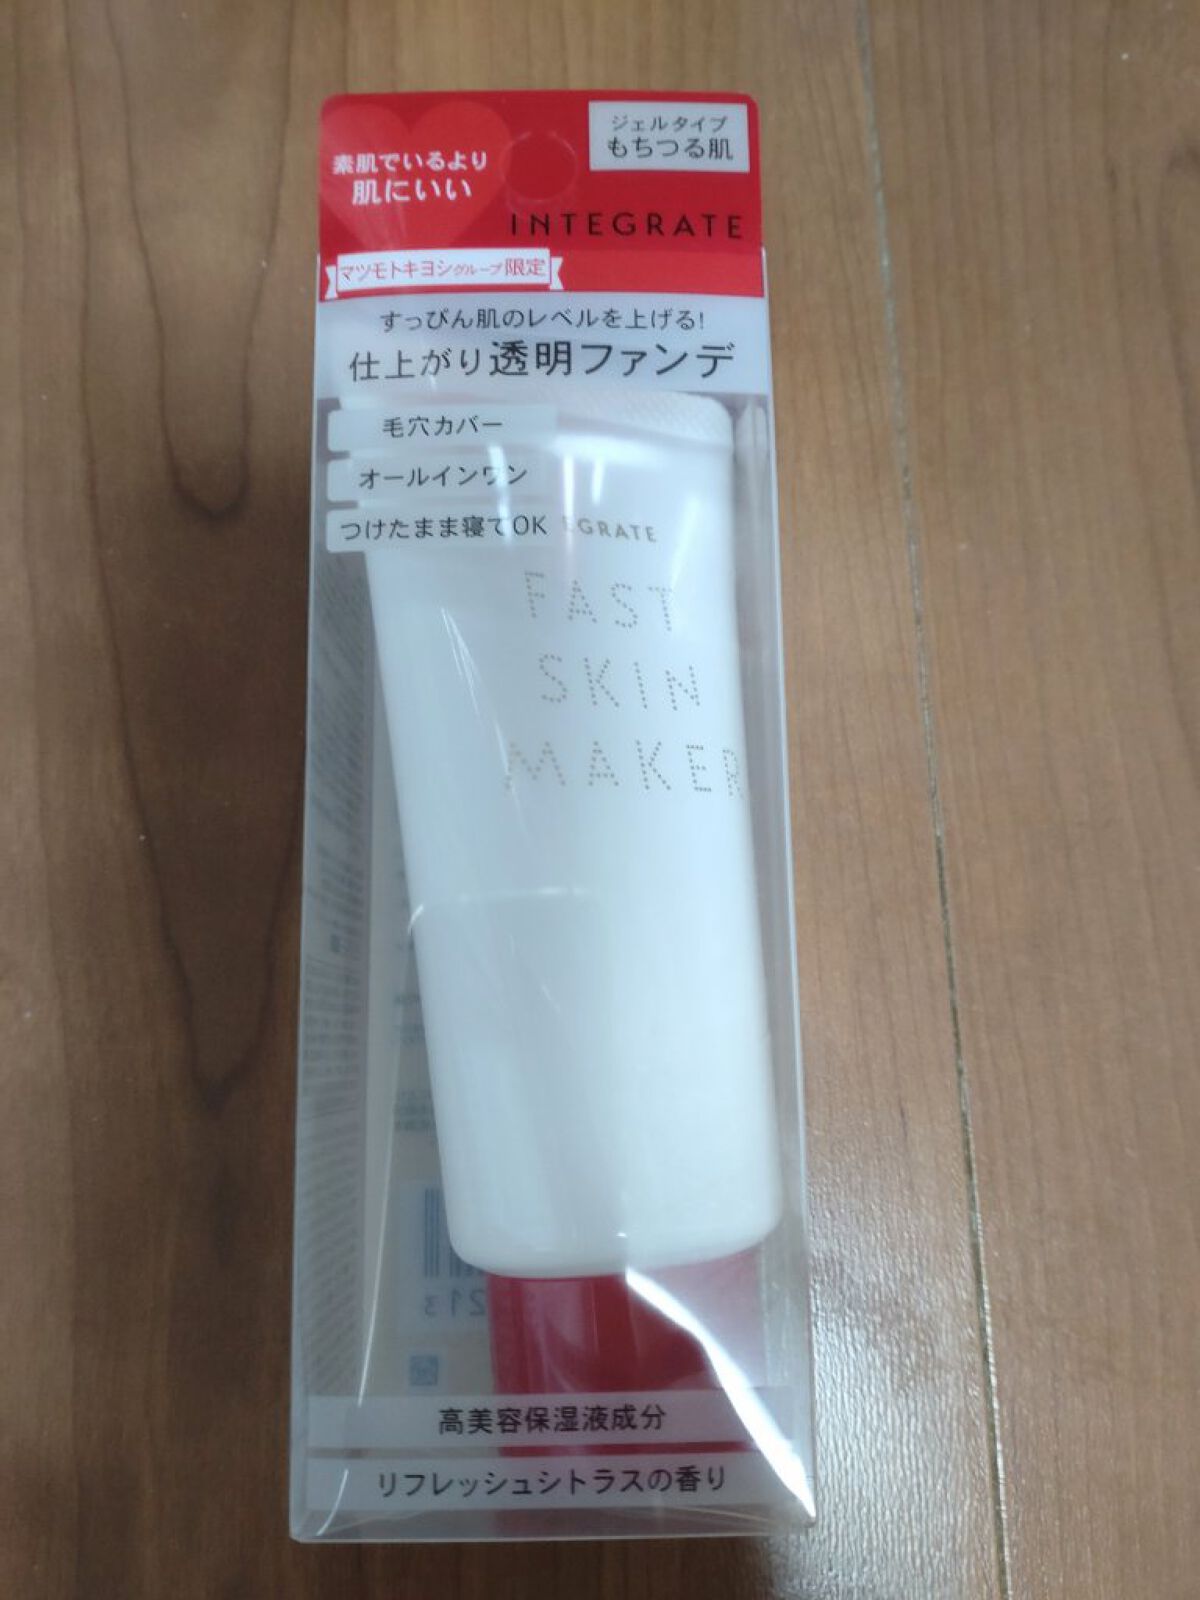 素肌でいるより
肌にいい
ジェルタイプ
もちつる肌
INTEGRATE
マツモトキヨシグループ限定
すっぴん肌のレベルを上げる!
仕上がり透明ファンデ
毛穴カバー
オールインワン
つけたまま寝てOK
EGRATE
FAST
SKIN
MAKER
高美容保湿液成分
リフレッシュシトラスの香り